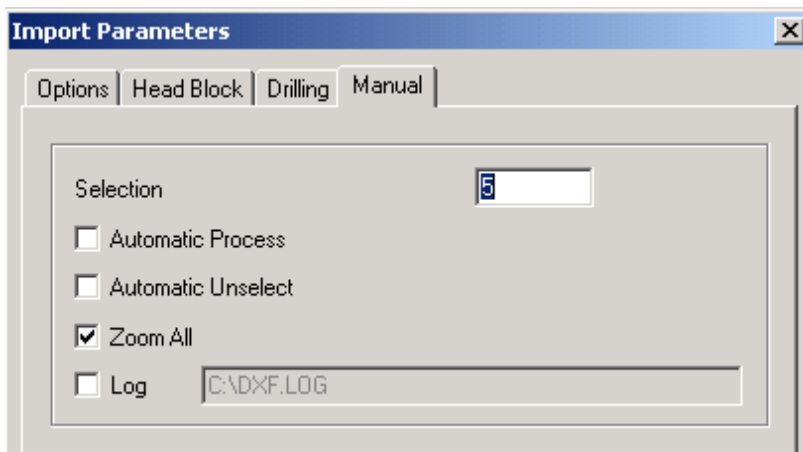 Import Parameters
Options Head Block Drilling Manual
Selection 5
Automatic Process
Automatic Unselect
Zoom All
Log C:\DXF.LOG